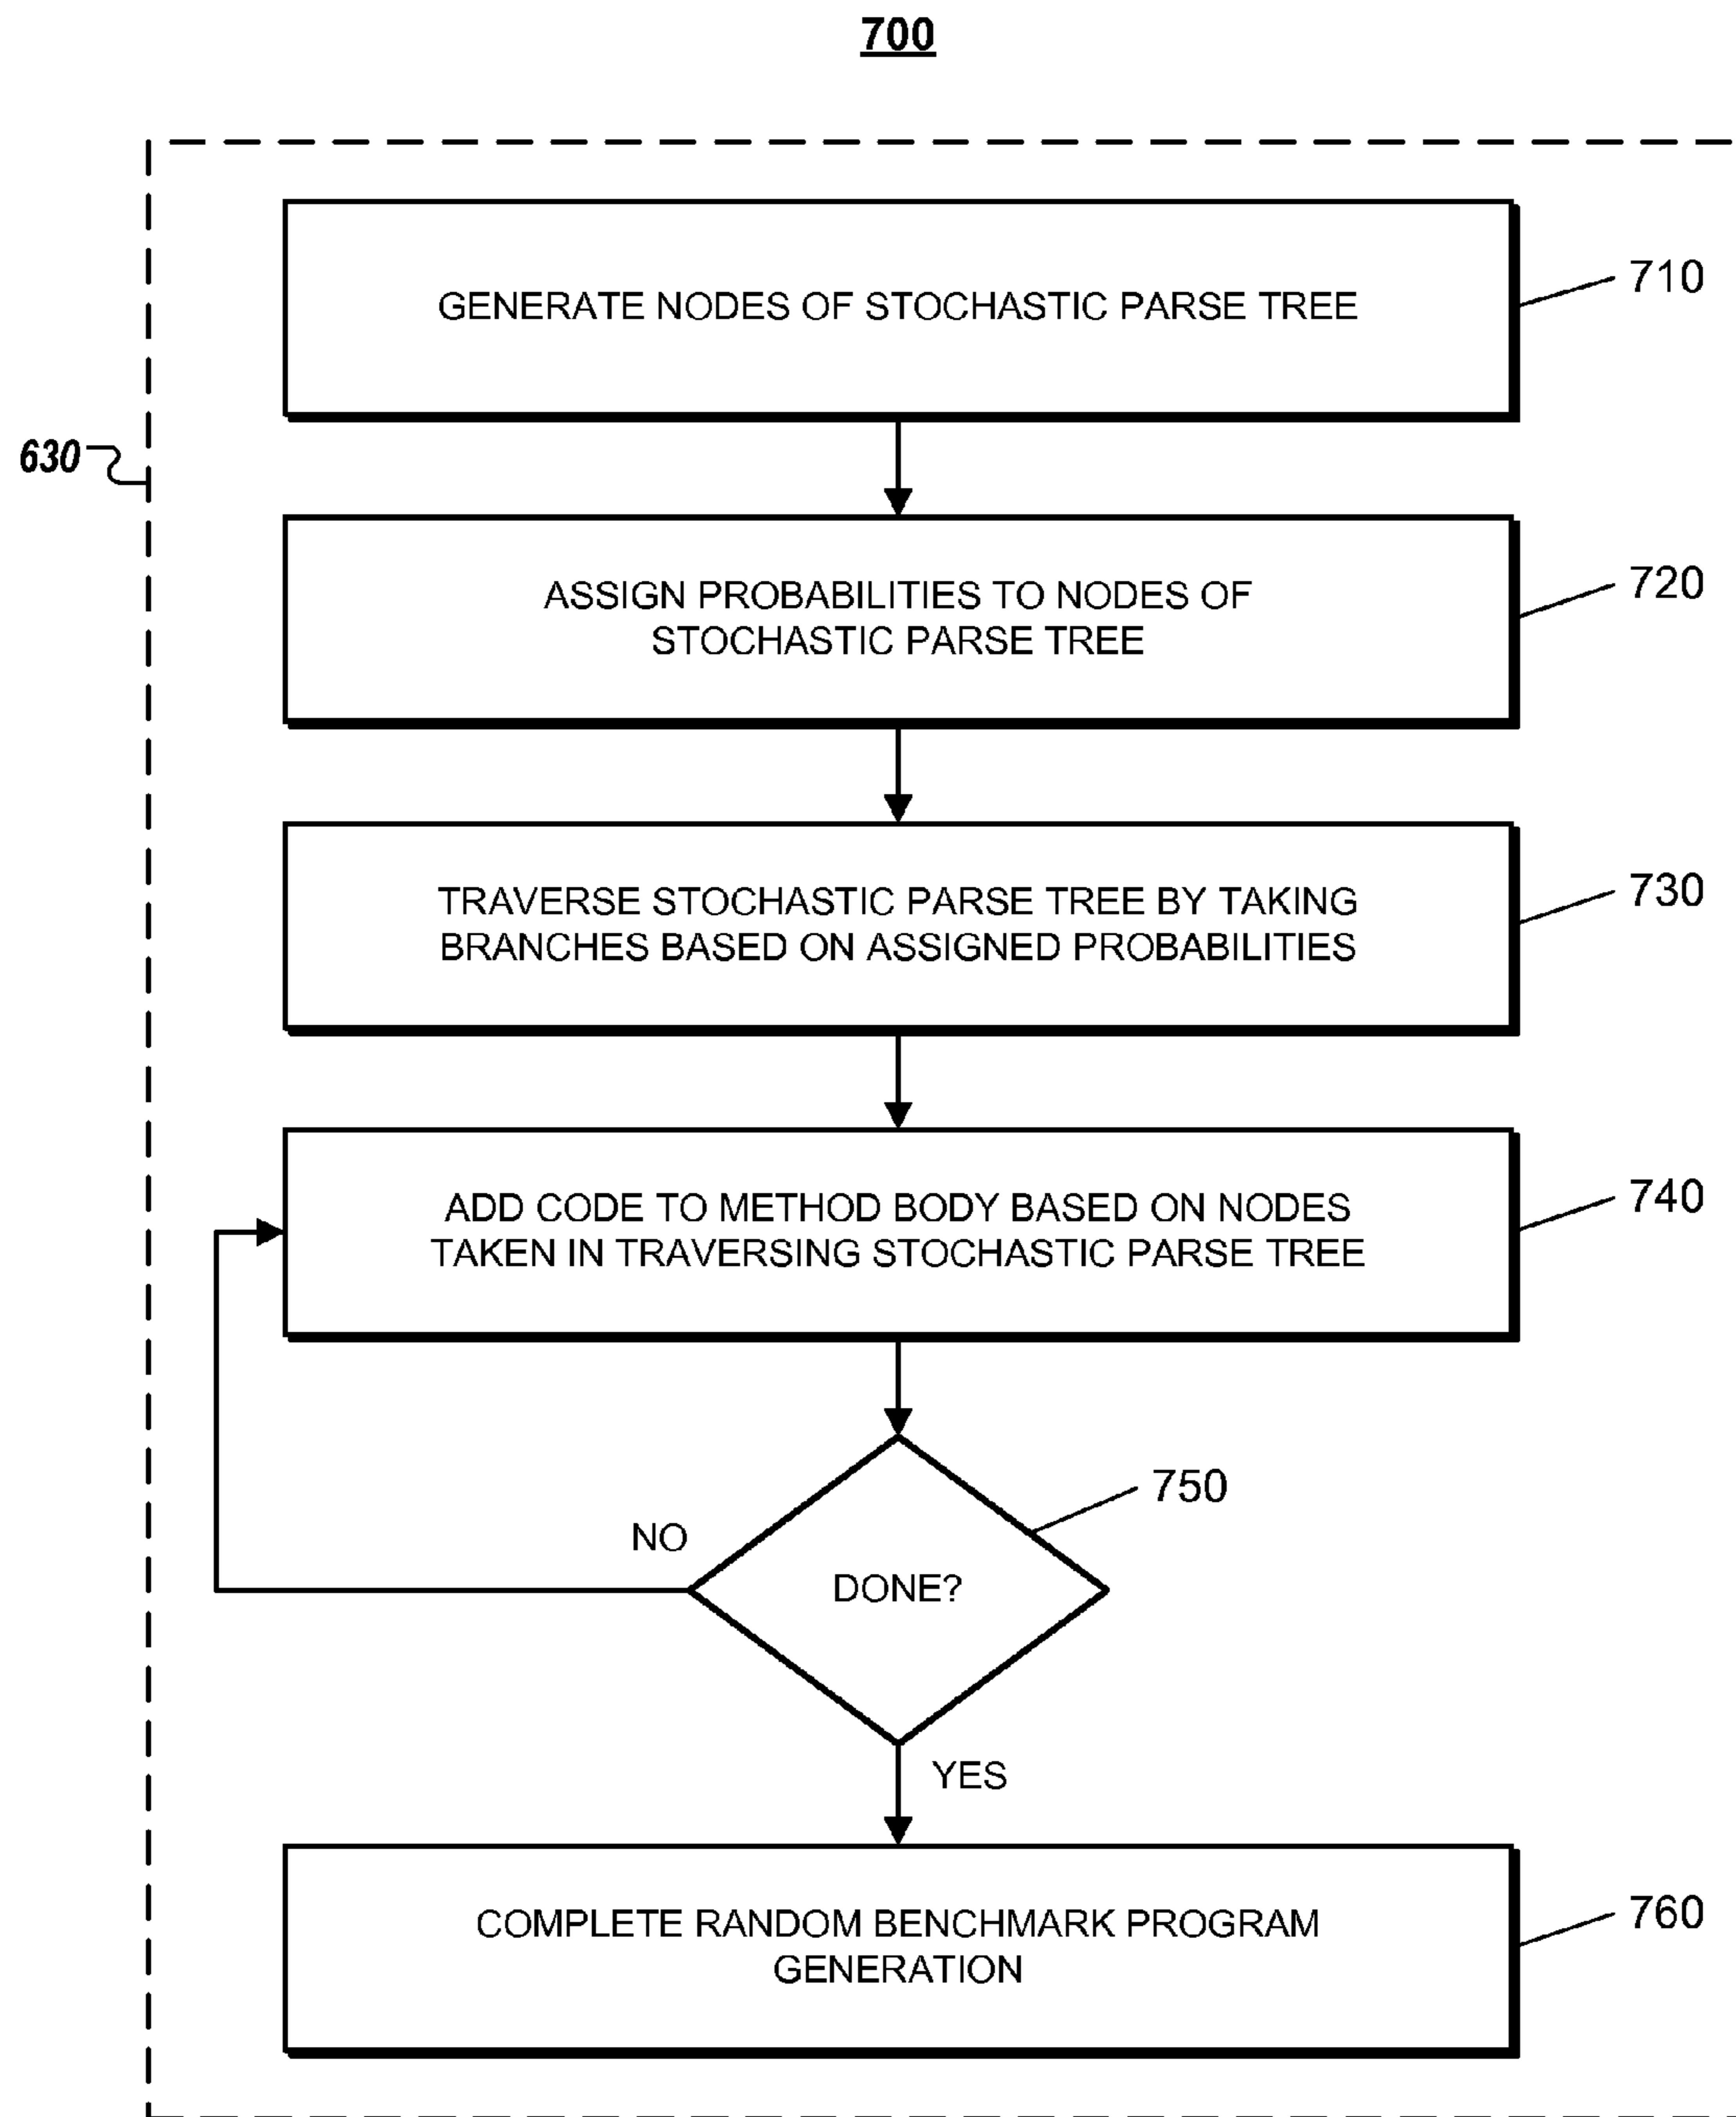 700
GENERATE NODES OF STOCHASTIC PARSE TREE
710
630
ASSIGN PROBABILITIES TO NODES OF
STOCHASTIC PARSE TREE
720
TRAVERSE STOCHASTIC PARSE TREE BY TAKING
BRANCHES BASED ON ASSIGNED PROBABILITIES
730
ADD CODE TO METHOD BODY BASED ON NODES
TAKEN IN TRAVERSING STOCHASTIC PARSE TREE
740
750
NO
DONE?
YES
COMPLETE RANDOM BENCHMARK PROGRAM
GENERATION
760